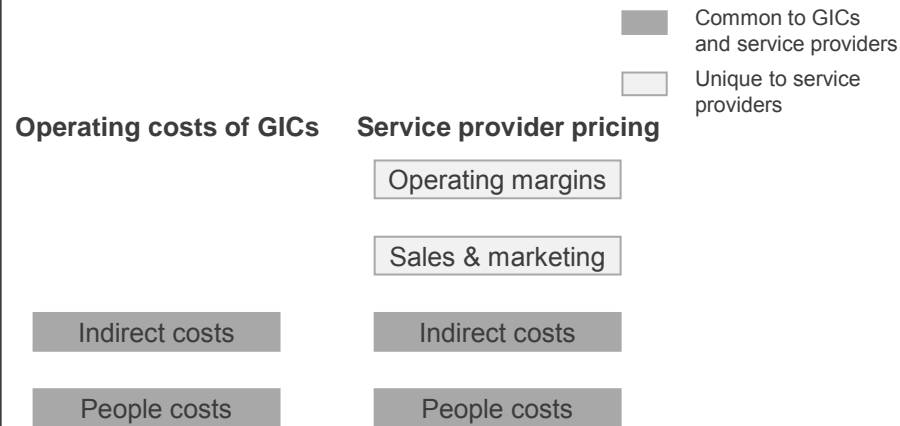 Common to GICs
and service providers
Unique to service
providers
Operating costs of GICs
Service provider pricing
Operating margins
Sales & marketing
Indirect costs
Indirect costs
People costs
People costs